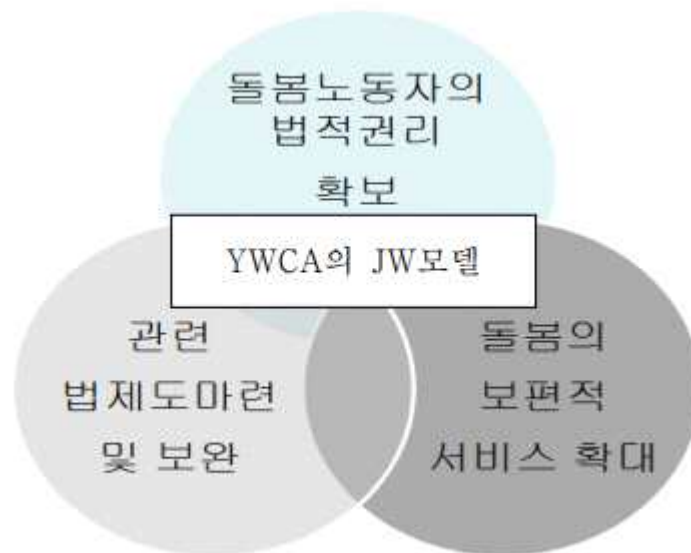 돌봄노동자의
법적권리
확보
YWCA의 JW모델
관련
법제도마련
및 보완
돌봄의
보편적
서비스 확대